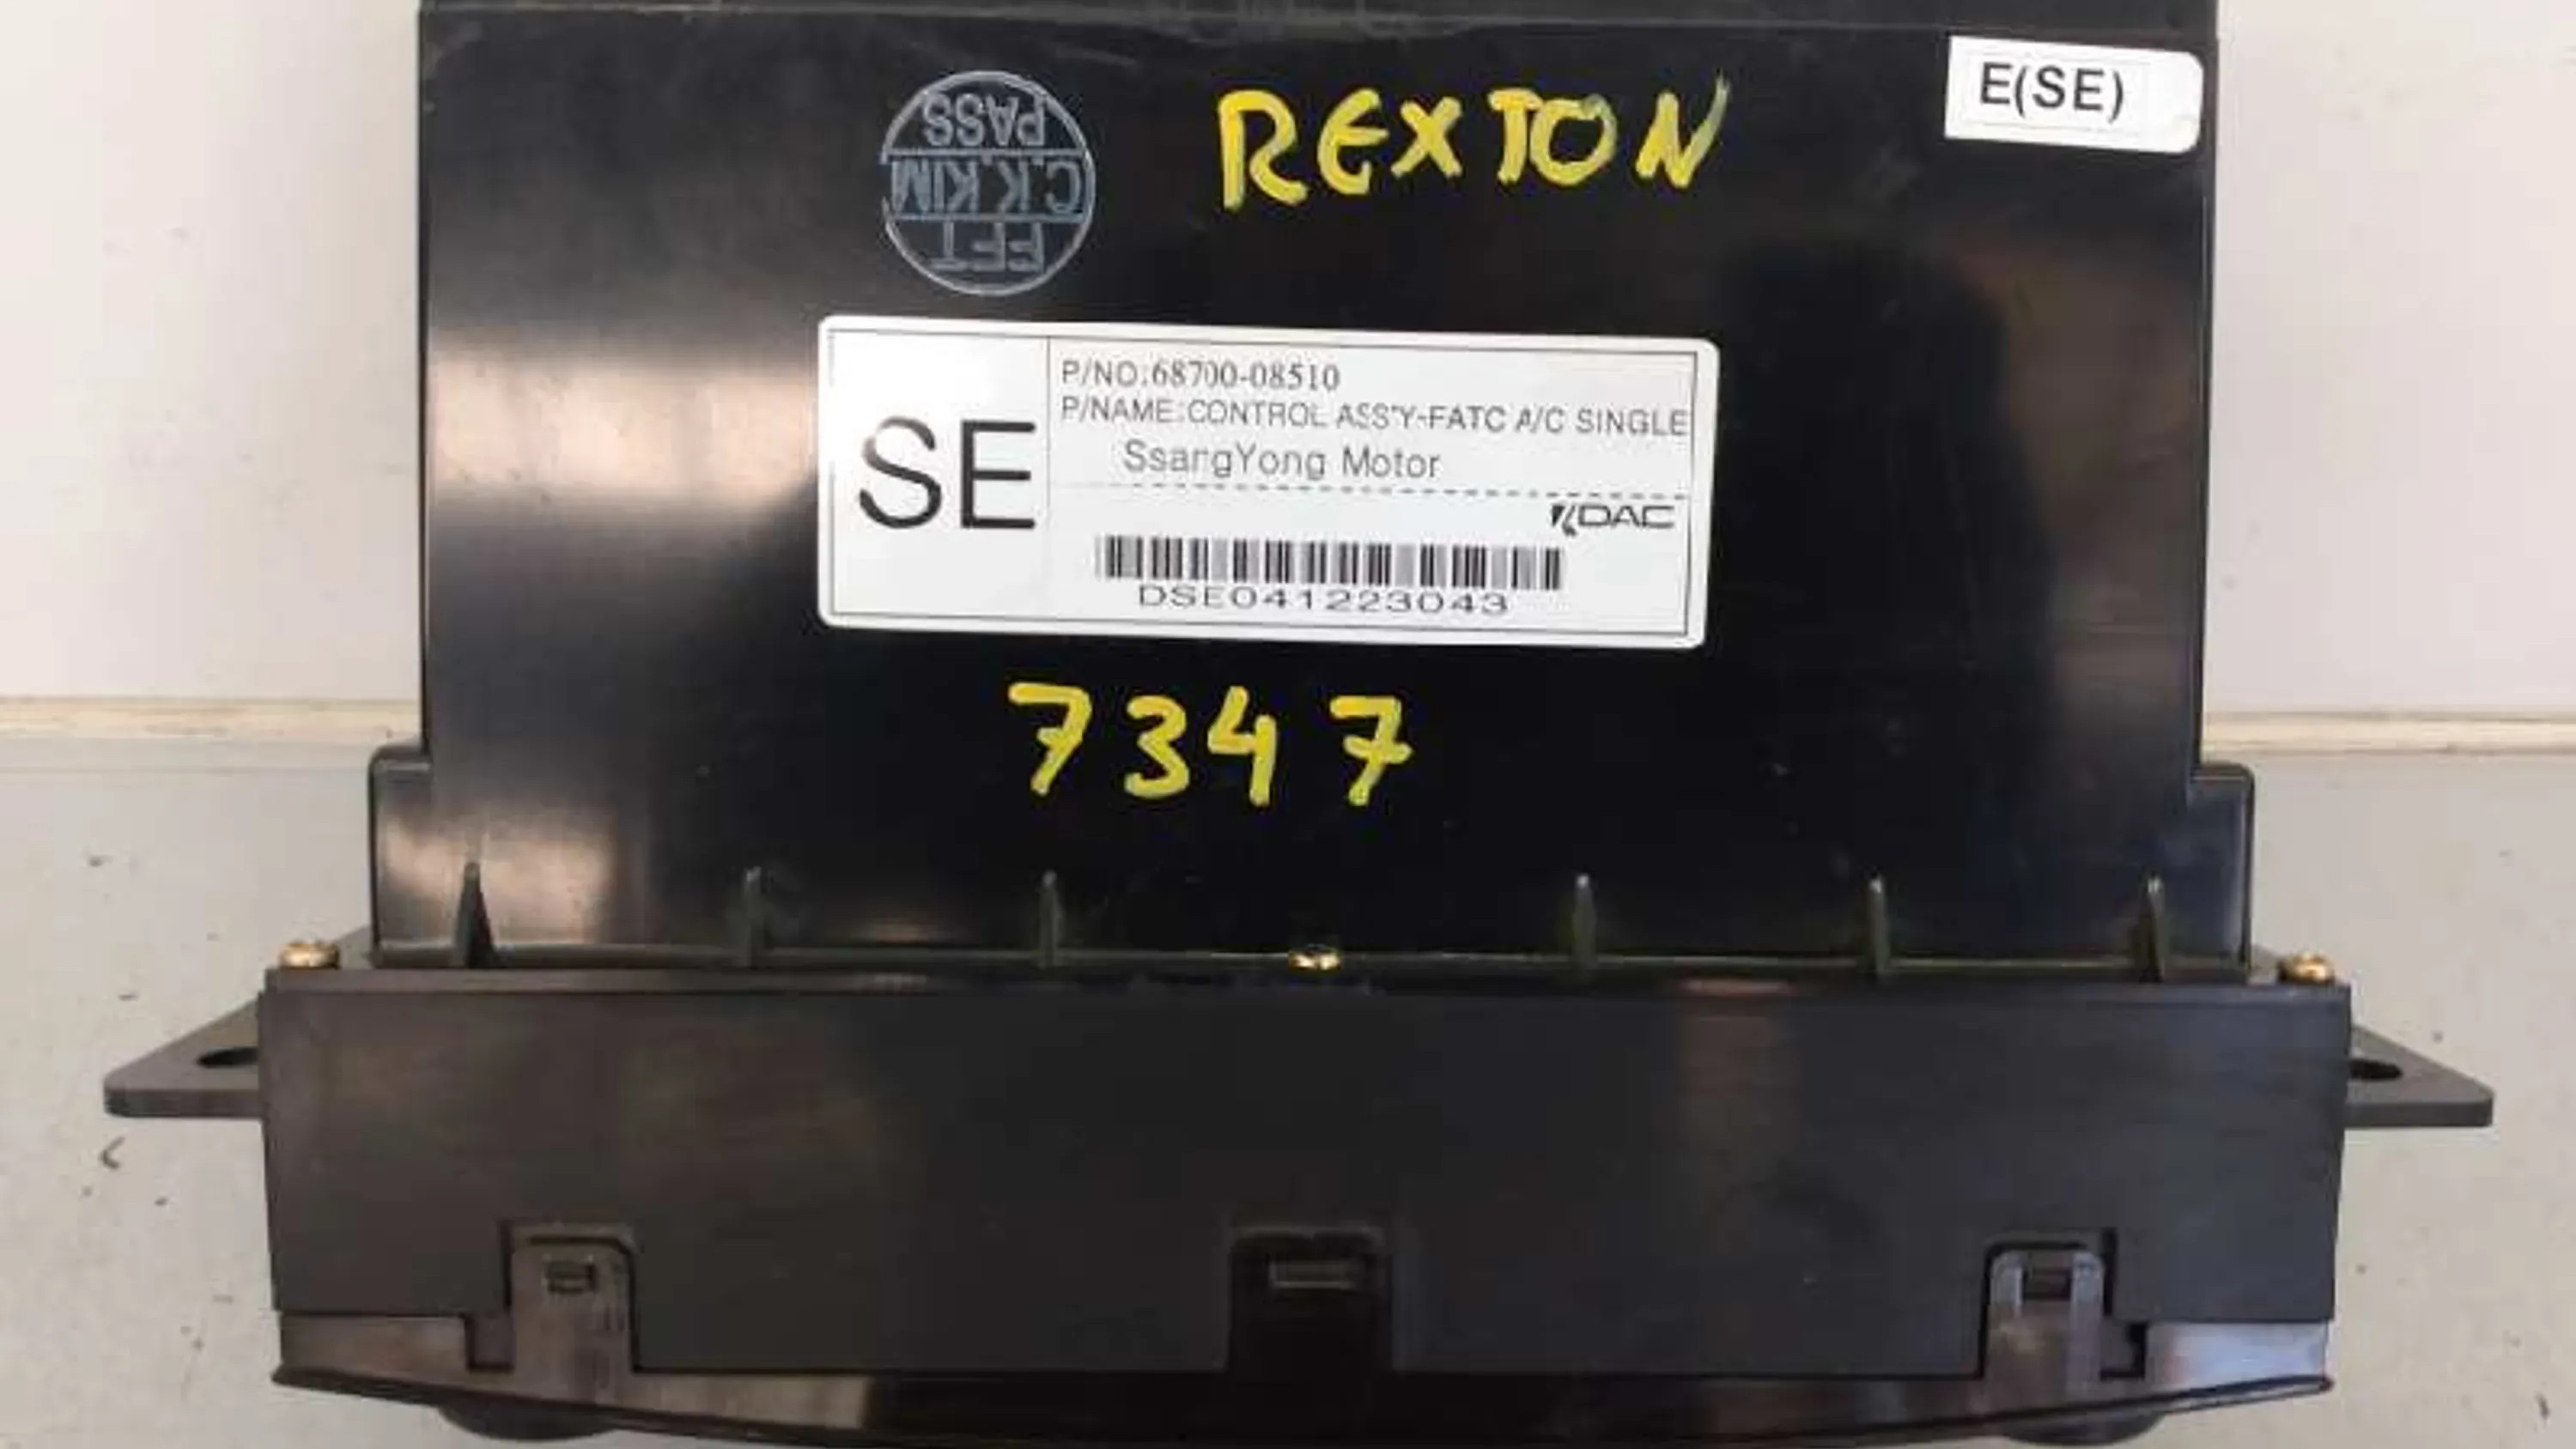 PASS
C.K.KIM
FFT
REXTON
E(SE)
SE
P/NO:68700-08510
P/NAME:CONTROL ASS'Y-FATC A/C SINGLE
SsangYong Motor
DAC
DSE041223043
7347